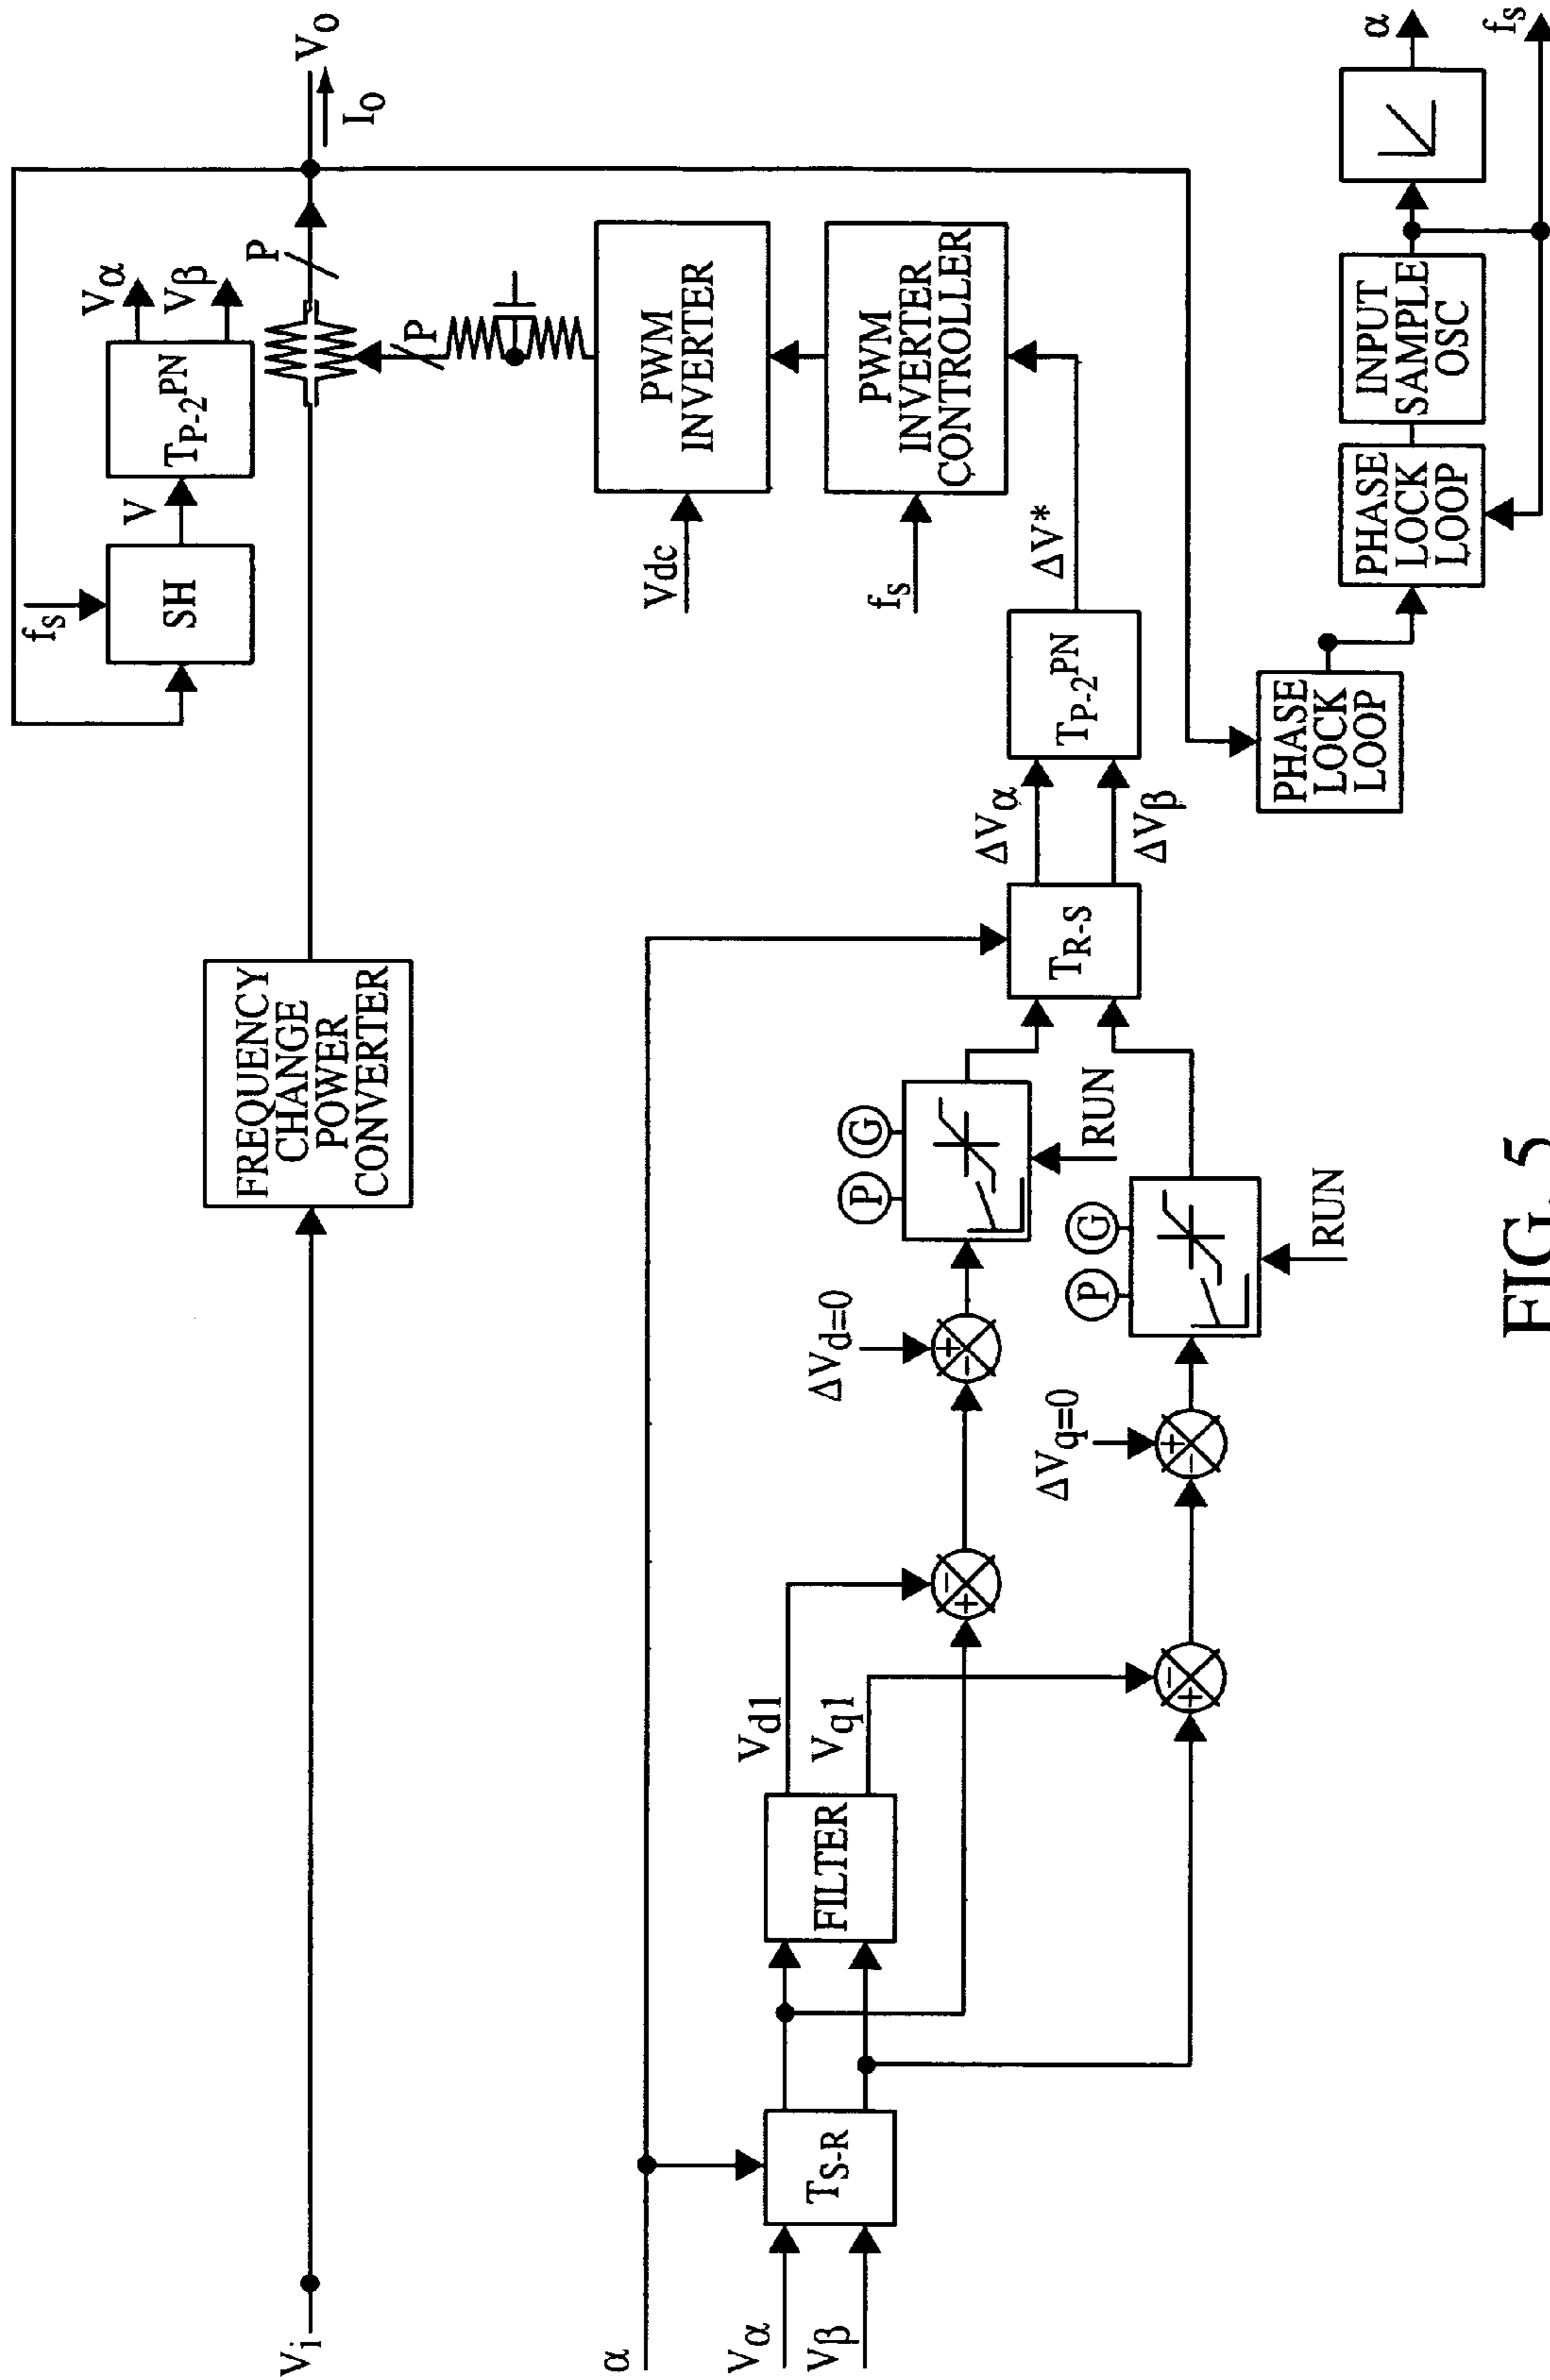 Vi
FREQUENCY
CHANGE
POWER
CONVERTER
fs
SH
V
TP-2PN
Vα
Vβ
P
Vo
Io
P
PWM
INVERTER
Vdc
PWM
INVERTER
CONTROLLER
fs
ΔV*
α
Vα
Vβ
TS-R
FILTER
Vd1
Vq1
-
+
-
+
ΔVd=0
+
-
ΔVq=0
+
-
P
G
RUN
P
G
RUN
TR-S
ΔVα
ΔVβ
TP-2PN
PHASE
LOCK
LOOP
PHASE
LOCK
LOOP
INPUT
SAMPLE
OSC
α
fs
FIG. 5